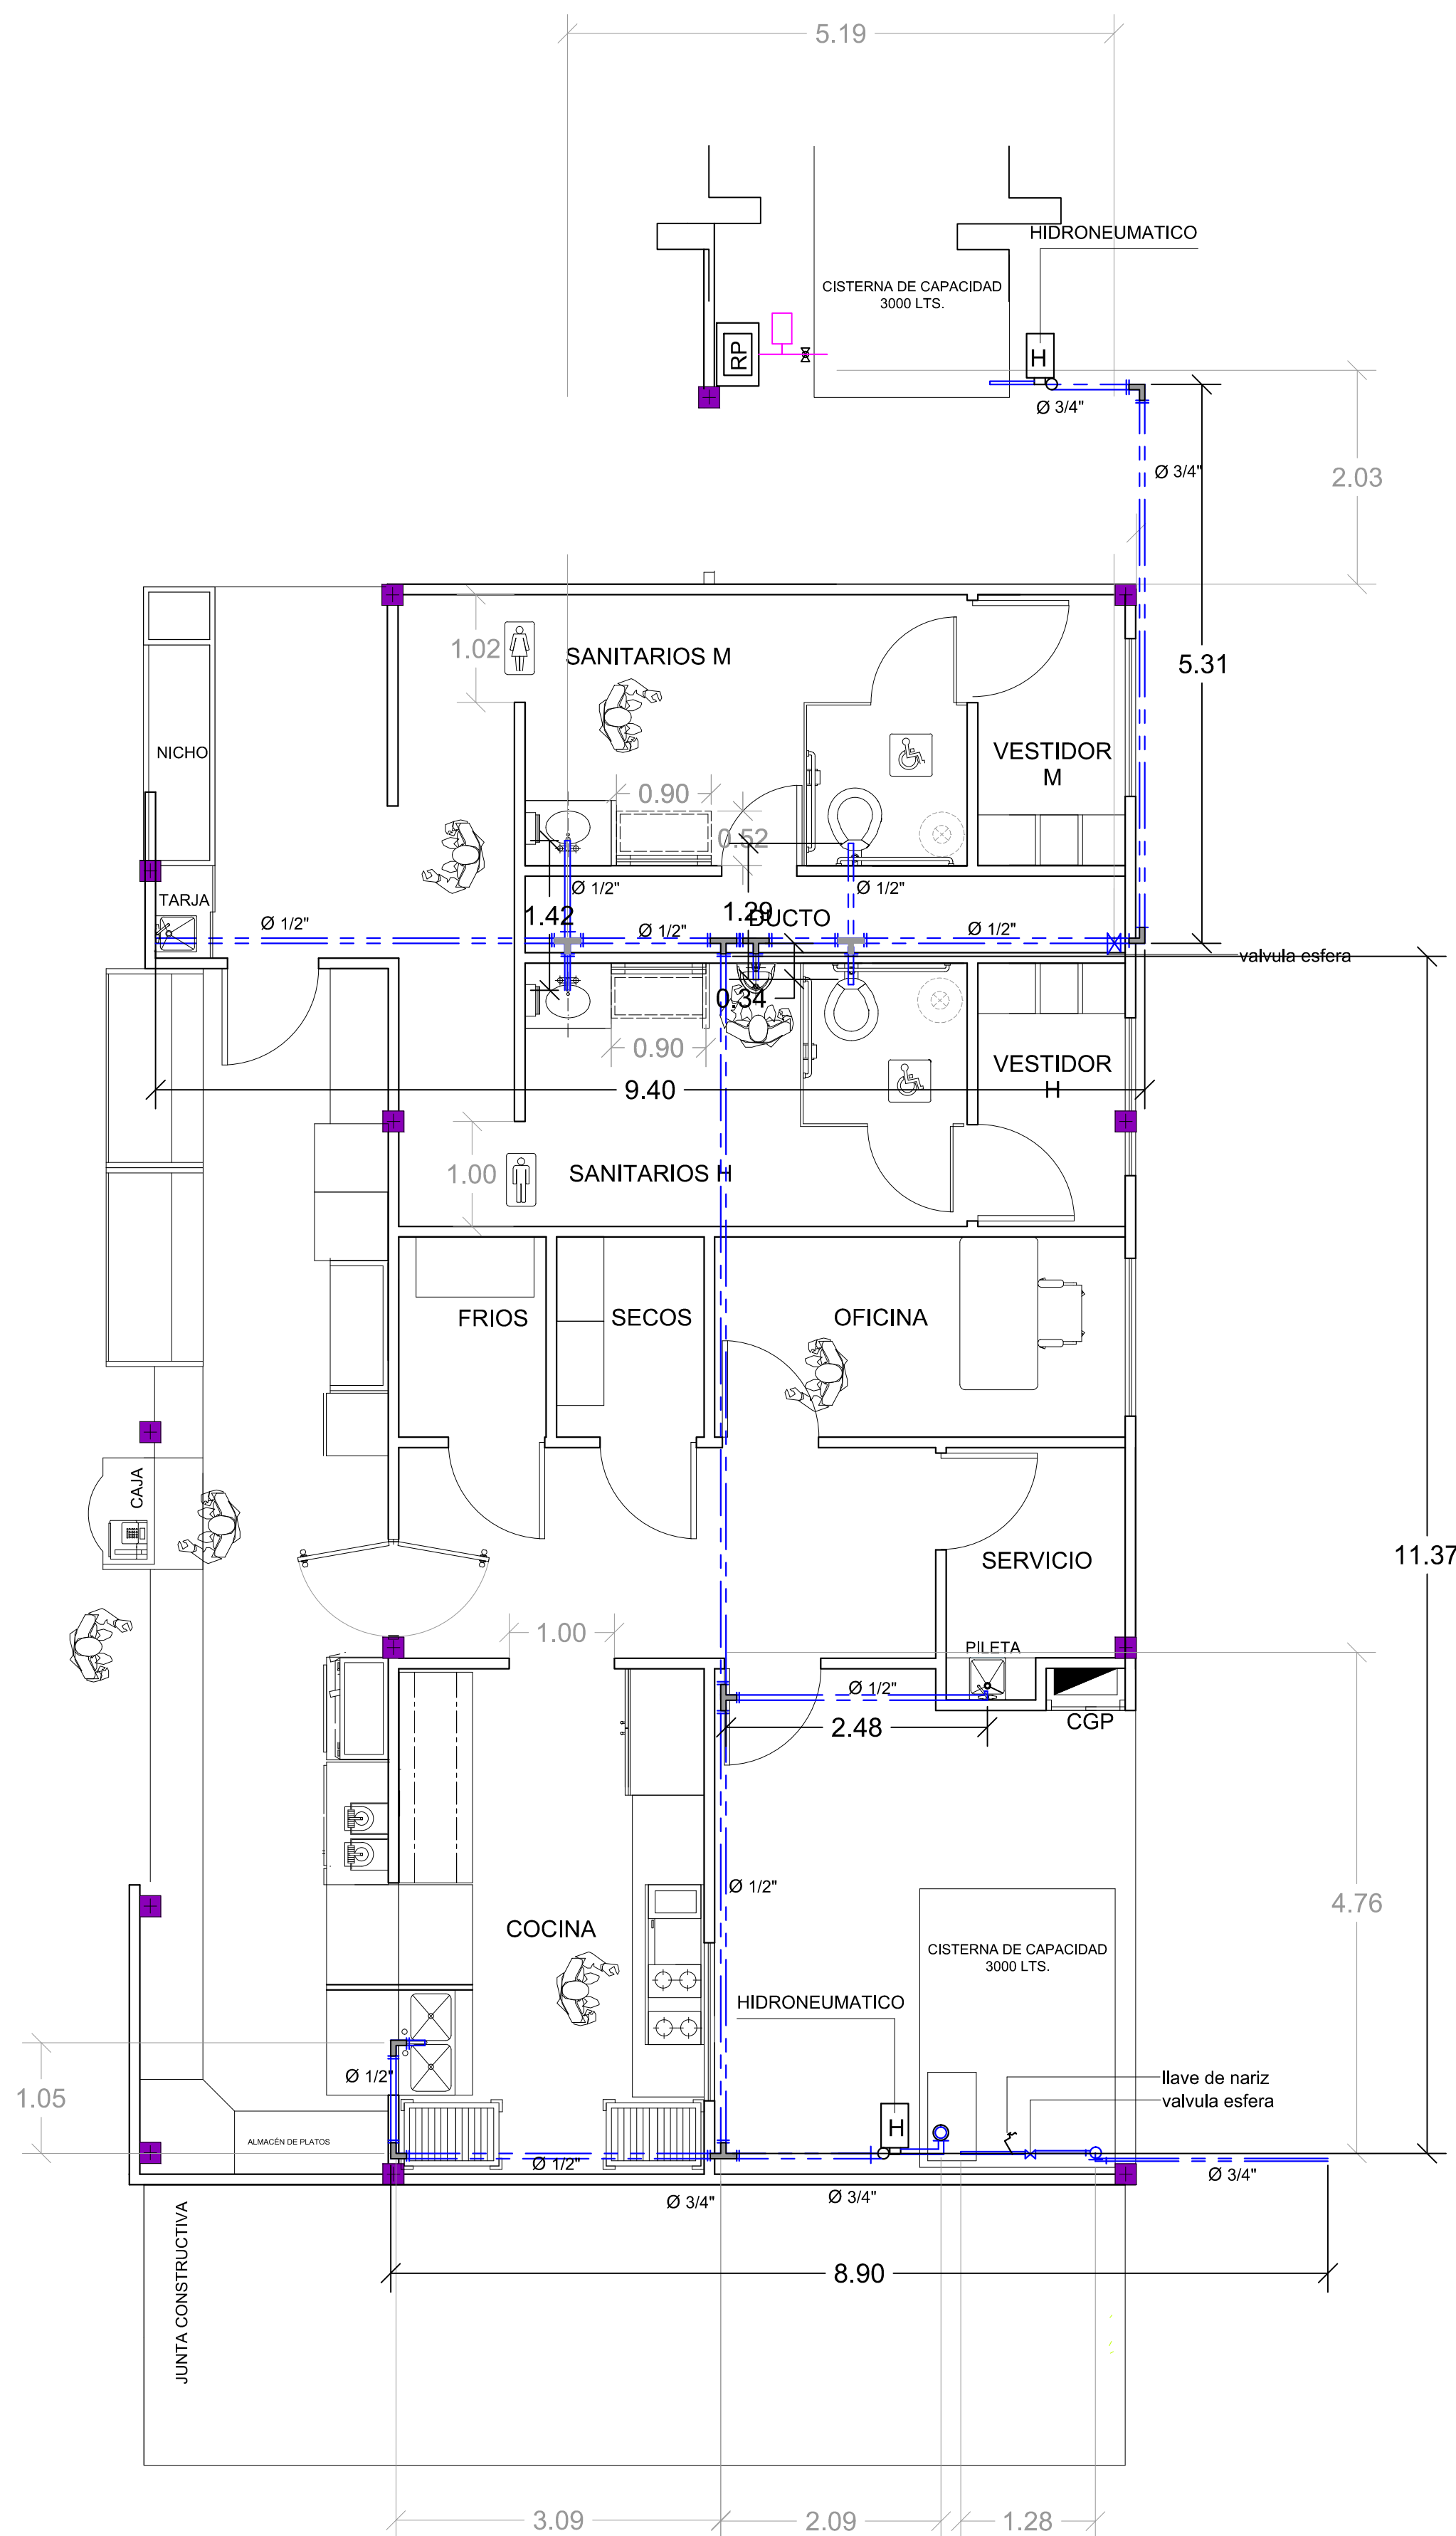 5.19
HIDRONEUMATICO
CISTERNA DE CAPACIDAD
3000 LTS.
RP
H
Ø 3/4"
Ø 3/4"
2.03
1.02
SANITARIOS M
5.31
NICHO
VESTIDOR
M
0.90
0.52
TARJA
Ø 1/2"
Ø 1/2"
Ø 1/2"
1.42
1.29
DUCTO
Ø 1/2"
Ø 1/2"
valvula esfera
0.34
0.90
VESTIDOR
H
9.40
1.00
SANITARIOS H
FRIOS
SECOS
OFICINA
CAJA
11.37
SERVICIO
1.00
PILETA
Ø 1/2"
2.48
CGP
Ø 1/2"
4.76
COCINA
CISTERNA DE CAPACIDAD
3000 LTS.
HIDRONEUMATICO
Ø 1/2"
llave de nariz
valvula esfera
1.05
H
ALMACÉN DE PLATOS
Ø 1/2"
Ø 3/4"
Ø 3/4"
Ø 3/4"
JUNTA CONSTRUCTIVA
8.90
3.09
2.09
1.28